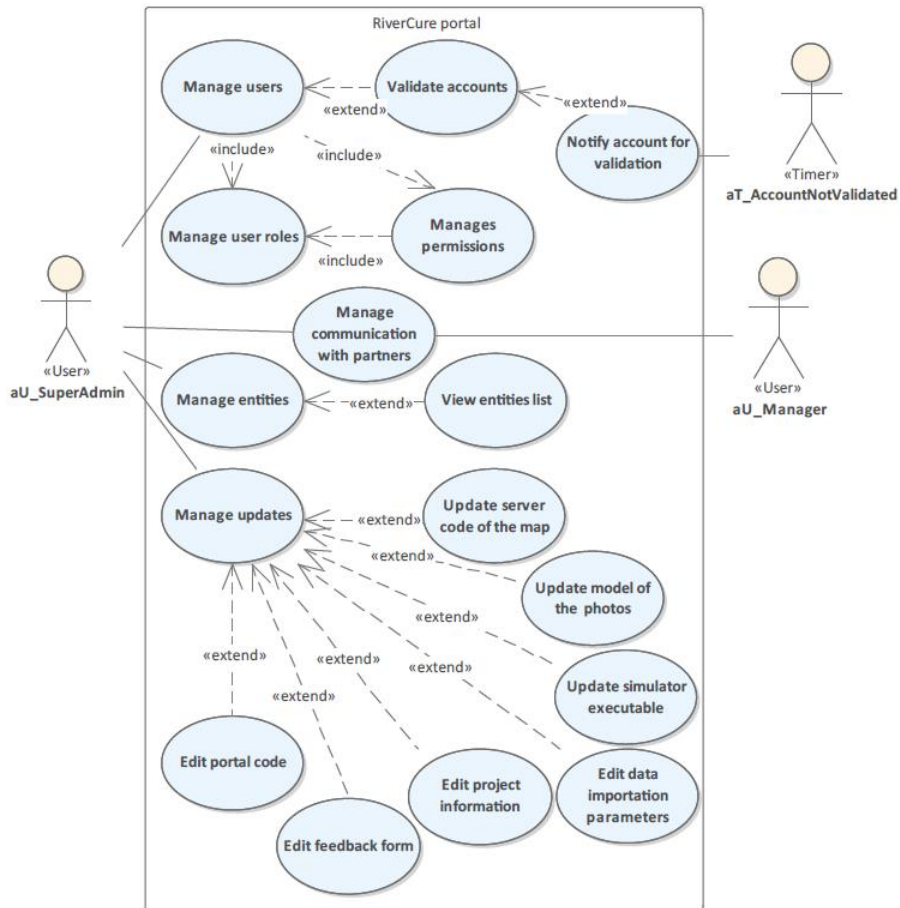 RiverCure portal
Manage users
Validate accounts
«extend»
«extend»
Notify account for
validation
«Timer»
aT_AccountNotValidated
«include»
«include»
Manage user roles
Manages
permissions
«include»
Manage
communication
with partners
«User»
aU_SuperAdmin
«User»
aU_Manager
Manage entities
«extend»
View entities list
Manage updates
«extend»
Update server
code of the map
«extend»
Update model of
the photos
«extend»
«extend»
«extend»
«extend»
«extend»
Update simulator
executable
Edit portal code
Edit project
information
Edit data
importation
parameters
Edit feedback form